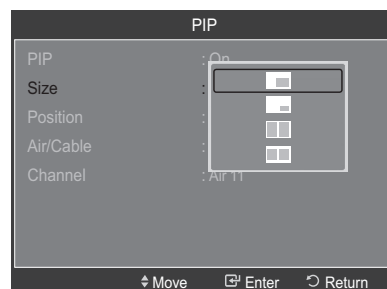 PIP
PIP : On
Size :
Position :
Air/Cable :
Channel : Air 11
Move Enter Return